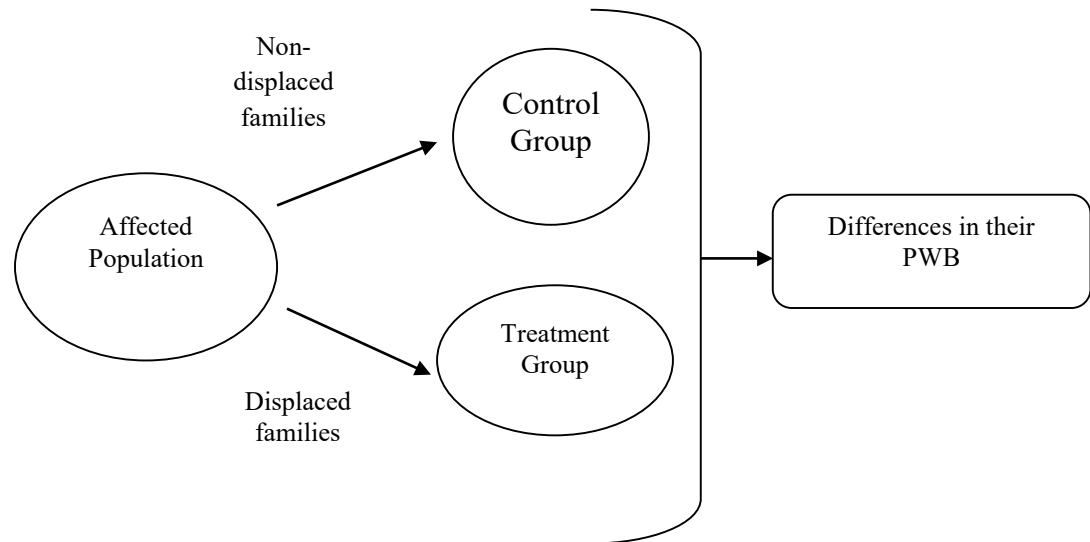 Non-
displaced
families
Control
Group
Affected
Population
Differences in their
PWB
Treatment
Group
Displaced
families